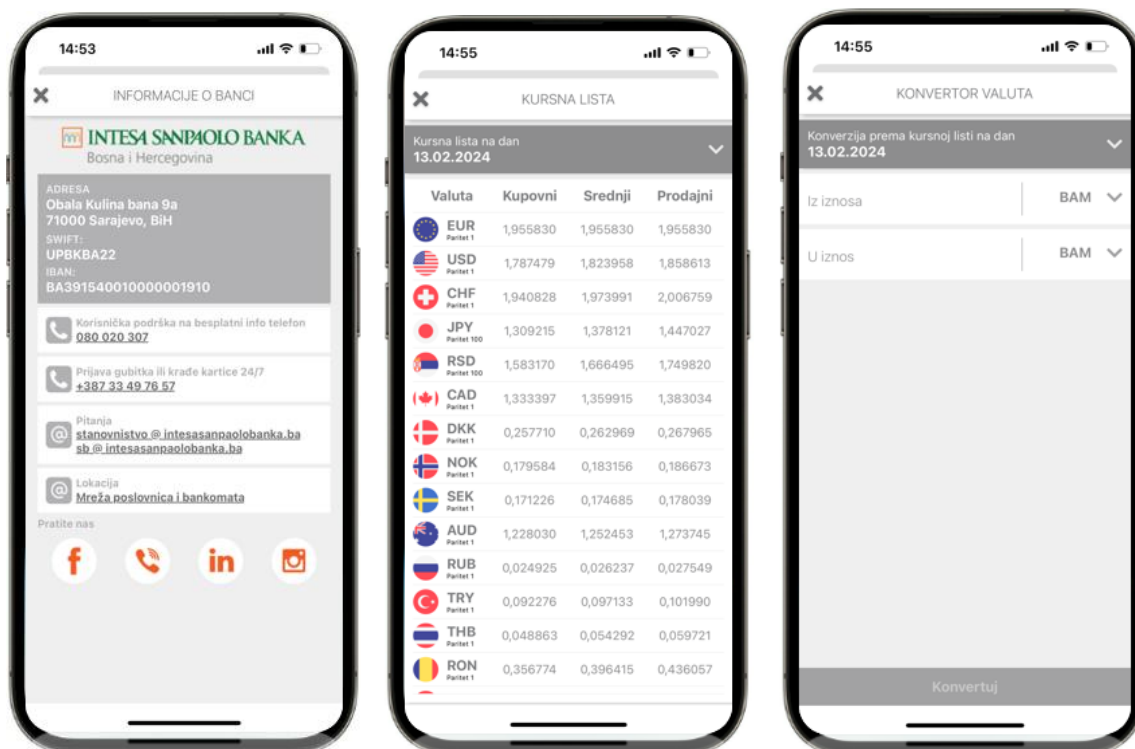 14:53
INFORMACIJE O BANCI
INTESA SANPAOLO BANKA
Bosna i Hercegovina
ADRESA
Obala Kulina bana 9a
71000 Sarajevo, BiH
SWIFT:
UPBKBA22
IBAN:
BA391540010000001910
Korisnička podrška na besplatni info telefon
080 020 307
Prijava gubitka ili krađe kartice 24/7
+387 33 49 76 57
Pitanja
stanovnistvo @ intesasanpaolobanka.ba
sb @ intesasanpaolobanka.ba
Lokacija
Mreža poslovnica i bankomata
Pratite nas
14:55
KURSNA LISTA
Kursna lista na dan
13.02.2024
Valuta Kupovni Srednji Prodajni
EUR 1,955830 1,955830 1,955830
Paritet 1
USD 1,787479 1,823958 1,858613
Paritet 1
CHF 1,940828 1,973991 2,006759
Paritet 1
JPY 1,309215 1,378121 1,447027
Paritet 100
RSD 1,583170 1,666495 1,749820
Paritet 100
CAD 1,333397 1,359915 1,383034
Paritet 1
DKK 0,257710 0,262969 0,267965
Paritet 1
NOK 0,179584 0,183156 0,186673
Paritet 1
SEK 0,171226 0,174685 0,178039
Paritet 1
AUD 1,228030 1,252453 1,273745
Paritet 1
RUB 0,024925 0,026237 0,027549
Paritet 1
TRY 0,092276 0,097133 0,101990
Paritet 1
THB 0,048863 0,054292 0,059721
Paritet 1
RON 0,356774 0,396415 0,436057
Paritet 1
14:55
KONVERTOR VALUTA
Konverzija prema kursnoj listi na dan
13.02.2024
Iz iznosa BAM
U iznos BAM
Konvertuj